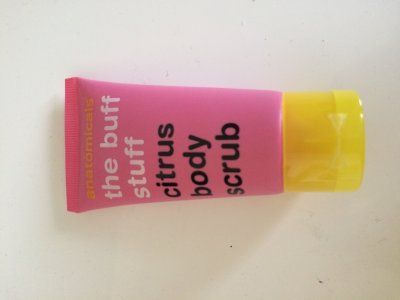 anatomicals
the buff
stuff
citrus
body
scrub